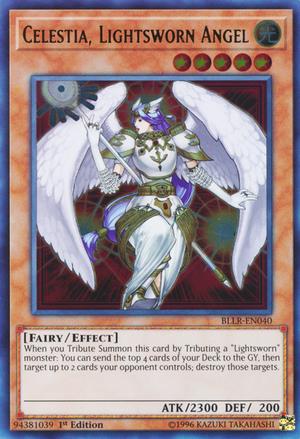 CELESTIA, LIGHTSWORN ANGEL
光
BLLR-EN040
[FAIRY/EFFECT]
When you Tribute Summon this card by Tributing a "Lightsworn"
monster: You can send the top 4 cards of your Deck to the GY, then
target up to 2 cards your opponent controls; destroy those targets.
ATK/2300 DEF/ 200
94381039 1st Edition ©1996 KAZUKI TAKAHASHI